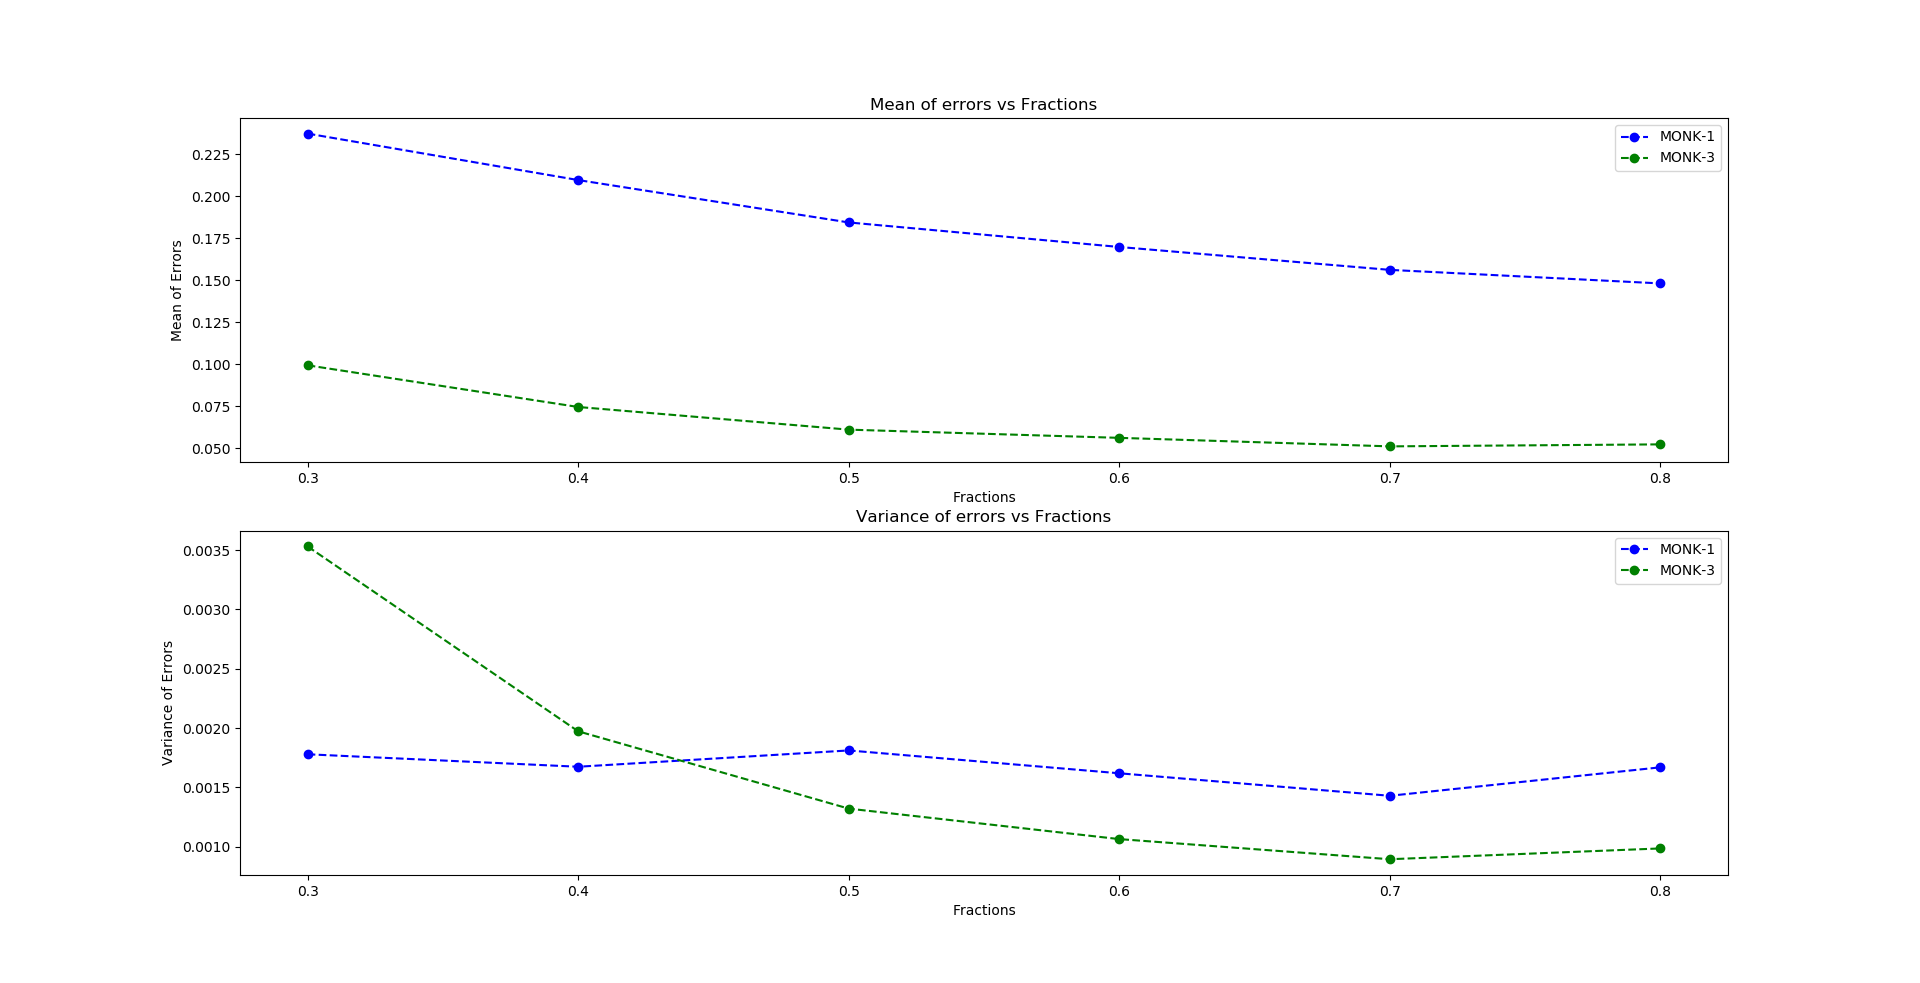 Mean of errors vs Fractions
MONK-1
MONK-3
0.225
0.200
0.175
0.150
0.125
0.100
0.075
0.050
Mean of Errors
0.3 0.4 0.5 0.6 0.7 0.8
Fractions
Variance of errors vs Fractions
MONK-1
MONK-3
0.0035
0.0030
0.0025
0.0020
0.0015
0.0010
Variance of Errors
0.3 0.4 0.5 0.6 0.7 0.8
Fractions